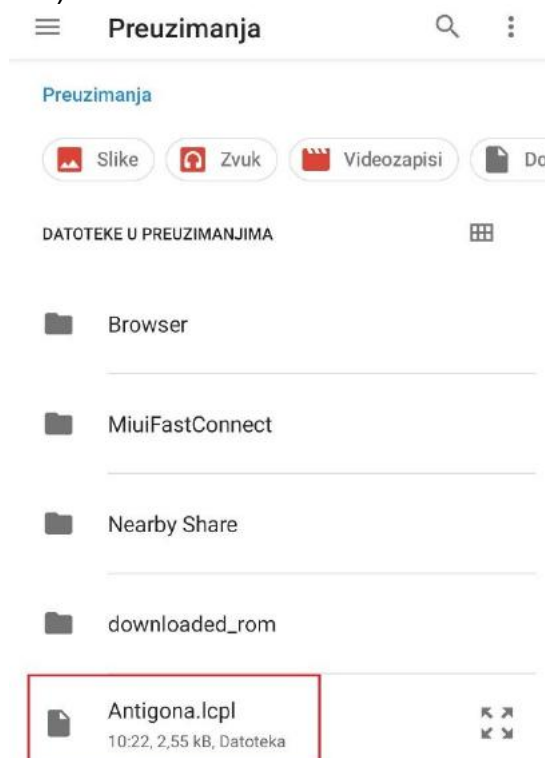 Preuzimanja
Preuzimanja
Slike Zvuk Videozapisi Do
DATOTEKE U PREUZIMANJIMA
Browser
MiuiFastConnect
Nearby Share
downloaded_rom
Antigona.lcpl
10:22, 2,55 kB, Datoteka